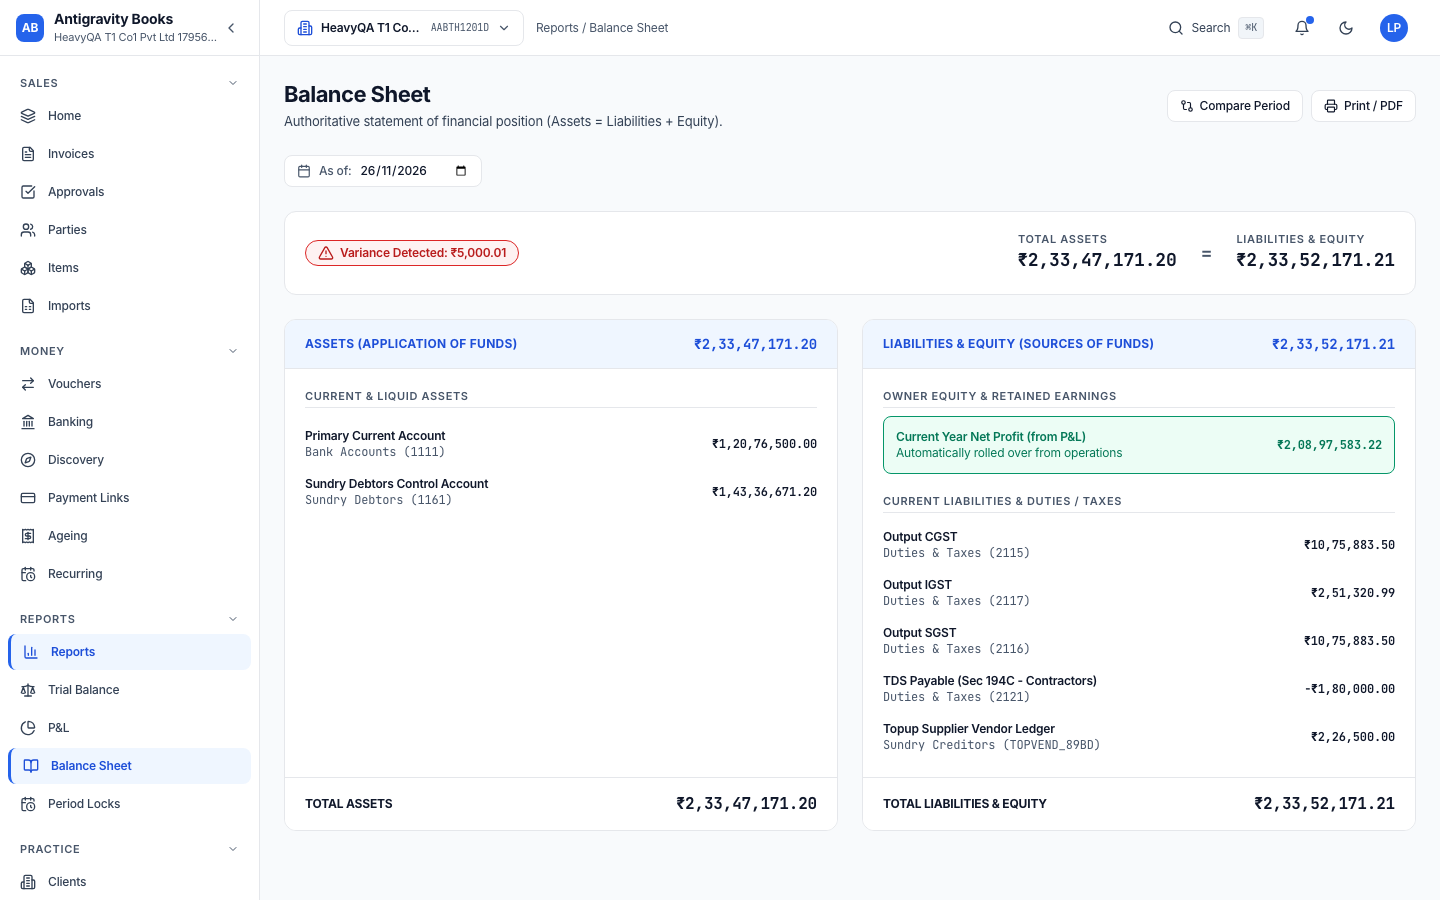 AB
Antigravity Books
HeavyQA T1 Co1 Pvt Ltd 17956...
SALES
Home
Invoices
Approvals
Parties
Items
Imports
MONEY
Vouchers
Banking
Discovery
Payment Links
Ageing
Recurring
REPORTS
Reports
Trial Balance
P&L
Balance Sheet
Period Locks
PRACTICE
Clients
HeavyQA T1 Co... AABTH1201D
Reports / Balance Sheet
Search ⌘K
LP
Balance Sheet
Authoritative statement of financial position (Assets = Liabilities + Equity).
Compare Period
Print / PDF
As of: 26/11/2026
Variance Detected: ₹5,000.01
TOTAL ASSETS
₹2,33,47,171.20
=
LIABILITIES & EQUITY
₹2,33,52,171.21
ASSETS (APPLICATION OF FUNDS) ₹2,33,47,171.20
CURRENT & LIQUID ASSETS
Primary Current Account
Bank Accounts (1111)
₹1,20,76,500.00
Sundry Debtors Control Account
Sundry Debtors (1161)
₹1,43,36,671.20
TOTAL ASSETS ₹2,33,47,171.20
LIABILITIES & EQUITY (SOURCES OF FUNDS) ₹2,33,52,171.21
OWNER EQUITY & RETAINED EARNINGS
Current Year Net Profit (from P&L)
Automatically rolled over from operations
₹2,08,97,583.22
CURRENT LIABILITIES & DUTIES / TAXES
Output CGST
Duties & Taxes (2115)
₹10,75,883.50
Output IGST
Duties & Taxes (2117)
₹2,51,320.99
Output SGST
Duties & Taxes (2116)
₹10,75,883.50
TDS Payable (Sec 194C - Contractors)
Duties & Taxes (2121)
-₹1,80,000.00
Topup Supplier Vendor Ledger
Sundry Creditors (TOPVEND_89BD)
₹2,26,500.00
TOTAL LIABILITIES & EQUITY ₹2,33,52,171.21